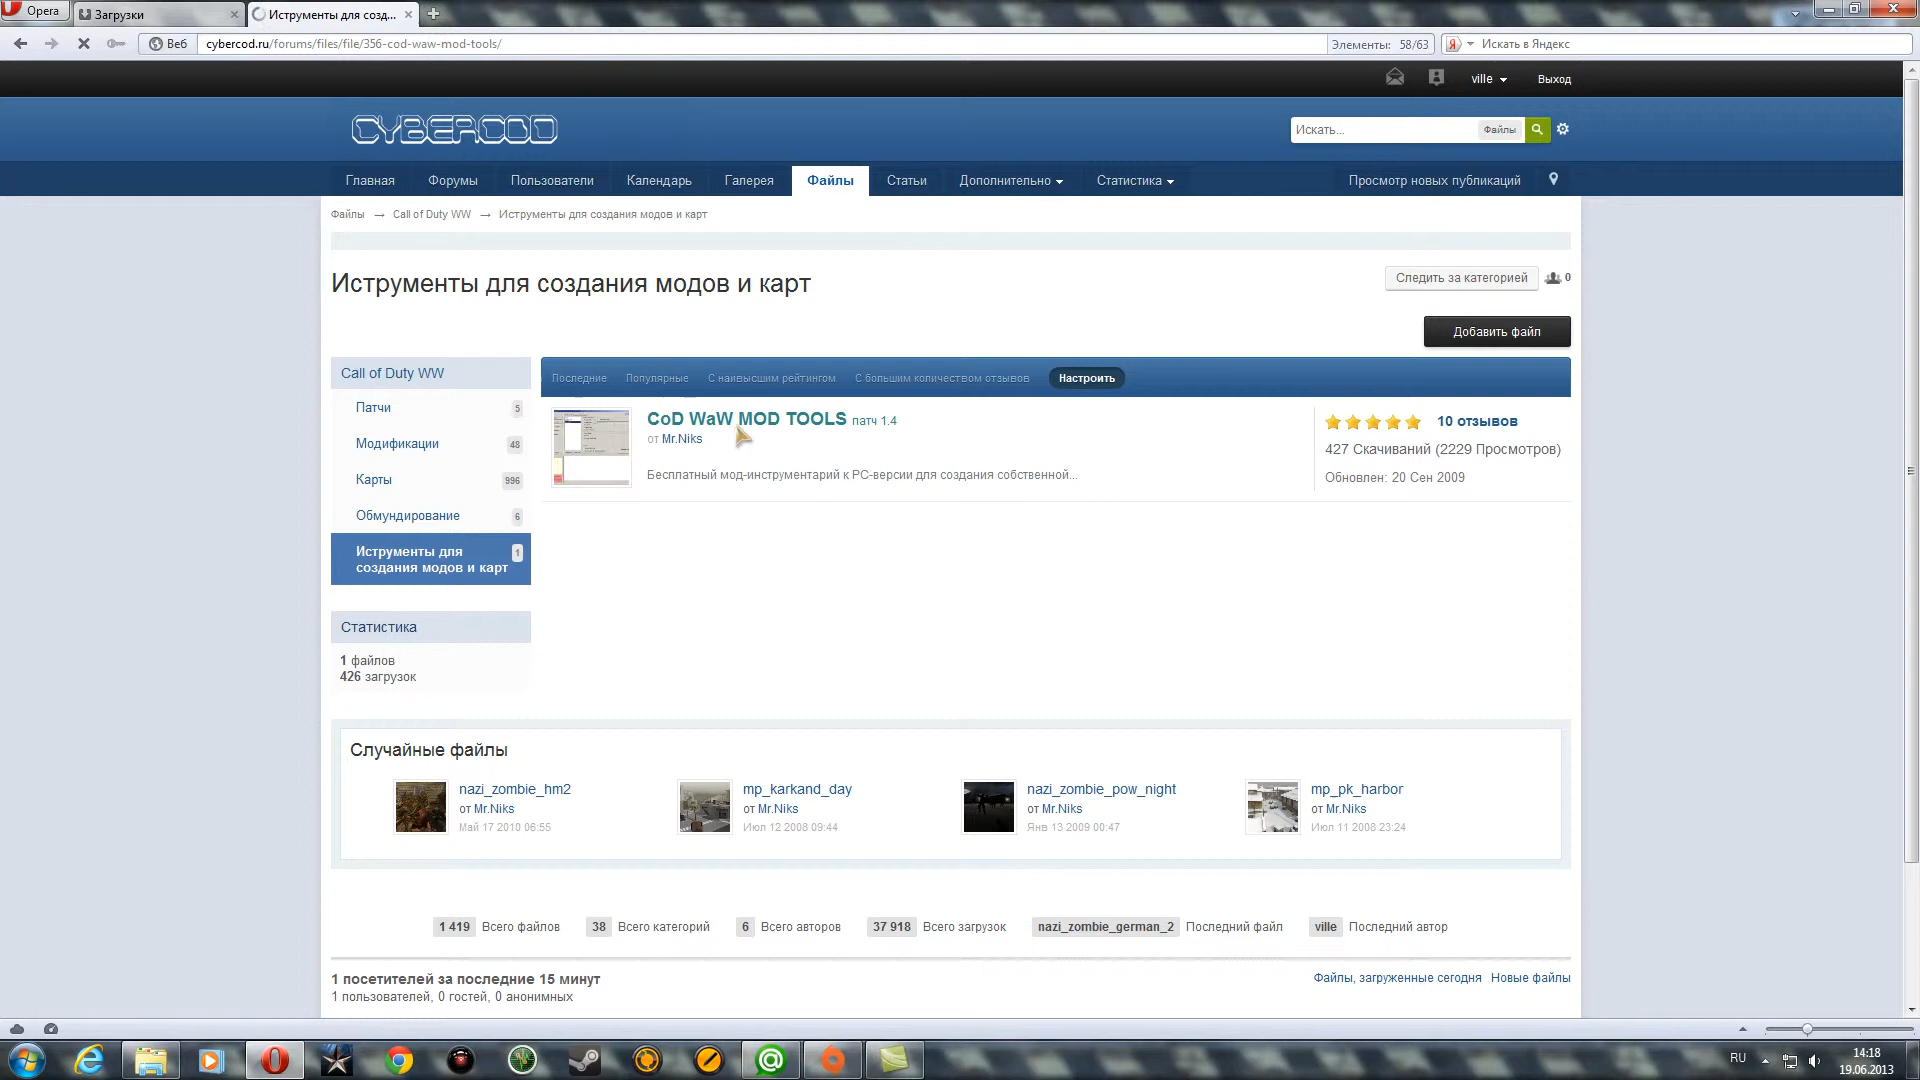 Opera
Загрузки
Иструменты для созд...
Веб
cybercod.ru/forums/files/file/356-cod-waw-mod-tools/
Элементы: 58/63
Искать в Яндекс
ville
Выход
CYBERCOD
Искать...
Файлы
Главная
Форумы
Пользователи
Календарь
Галерея
Файлы
Статьи
Дополнительно
Статистика
Просмотр новых публикаций
Файлы → Call of Duty WW → Иструменты для создания модов и карт
Иструменты для создания модов и карт
Следить за категорией
0
Добавить файл
Call of Duty WW
Патчи 5
Модификации 48
Карты 996
Обмундирование 6
Иструменты для 1
создания модов и карт
Последние
Популярные
С наивысшим рейтингом
С большим количеством отзывов
Настроить
CoD WaW MOD TOOLS патч 1.4
от Mr.Niks
Бесплатный мод-инструментарий к PC-версии для создания собственной...
10 отзывов
427 Скачиваний (2229 Просмотров)
Обновлен: 20 Сен 2009
Статистика
1 файлов
426 загрузок
Случайные файлы
nazi_zombie_hm2
от Mr.Niks
Май 17 2010 06:55
mp_karkand_day
от Mr.Niks
Июл 12 2008 09:44
nazi_zombie_pow_night
от Mr.Niks
Янв 13 2009 00:47
mp_pk_harbor
от Mr.Niks
Июл 11 2008 23:24
1 419 Всего файлов
38 Всего категорий
6 Всего авторов
37 918 Всего загрузок
nazi_zombie_german_2 Последний файл
ville Последний автор
1 посетителей за последние 15 минут
1 пользователей, 0 гостей, 0 анонимных
Файлы, загруженные сегодня
Новые файлы
RU
14:18
19.06.2013